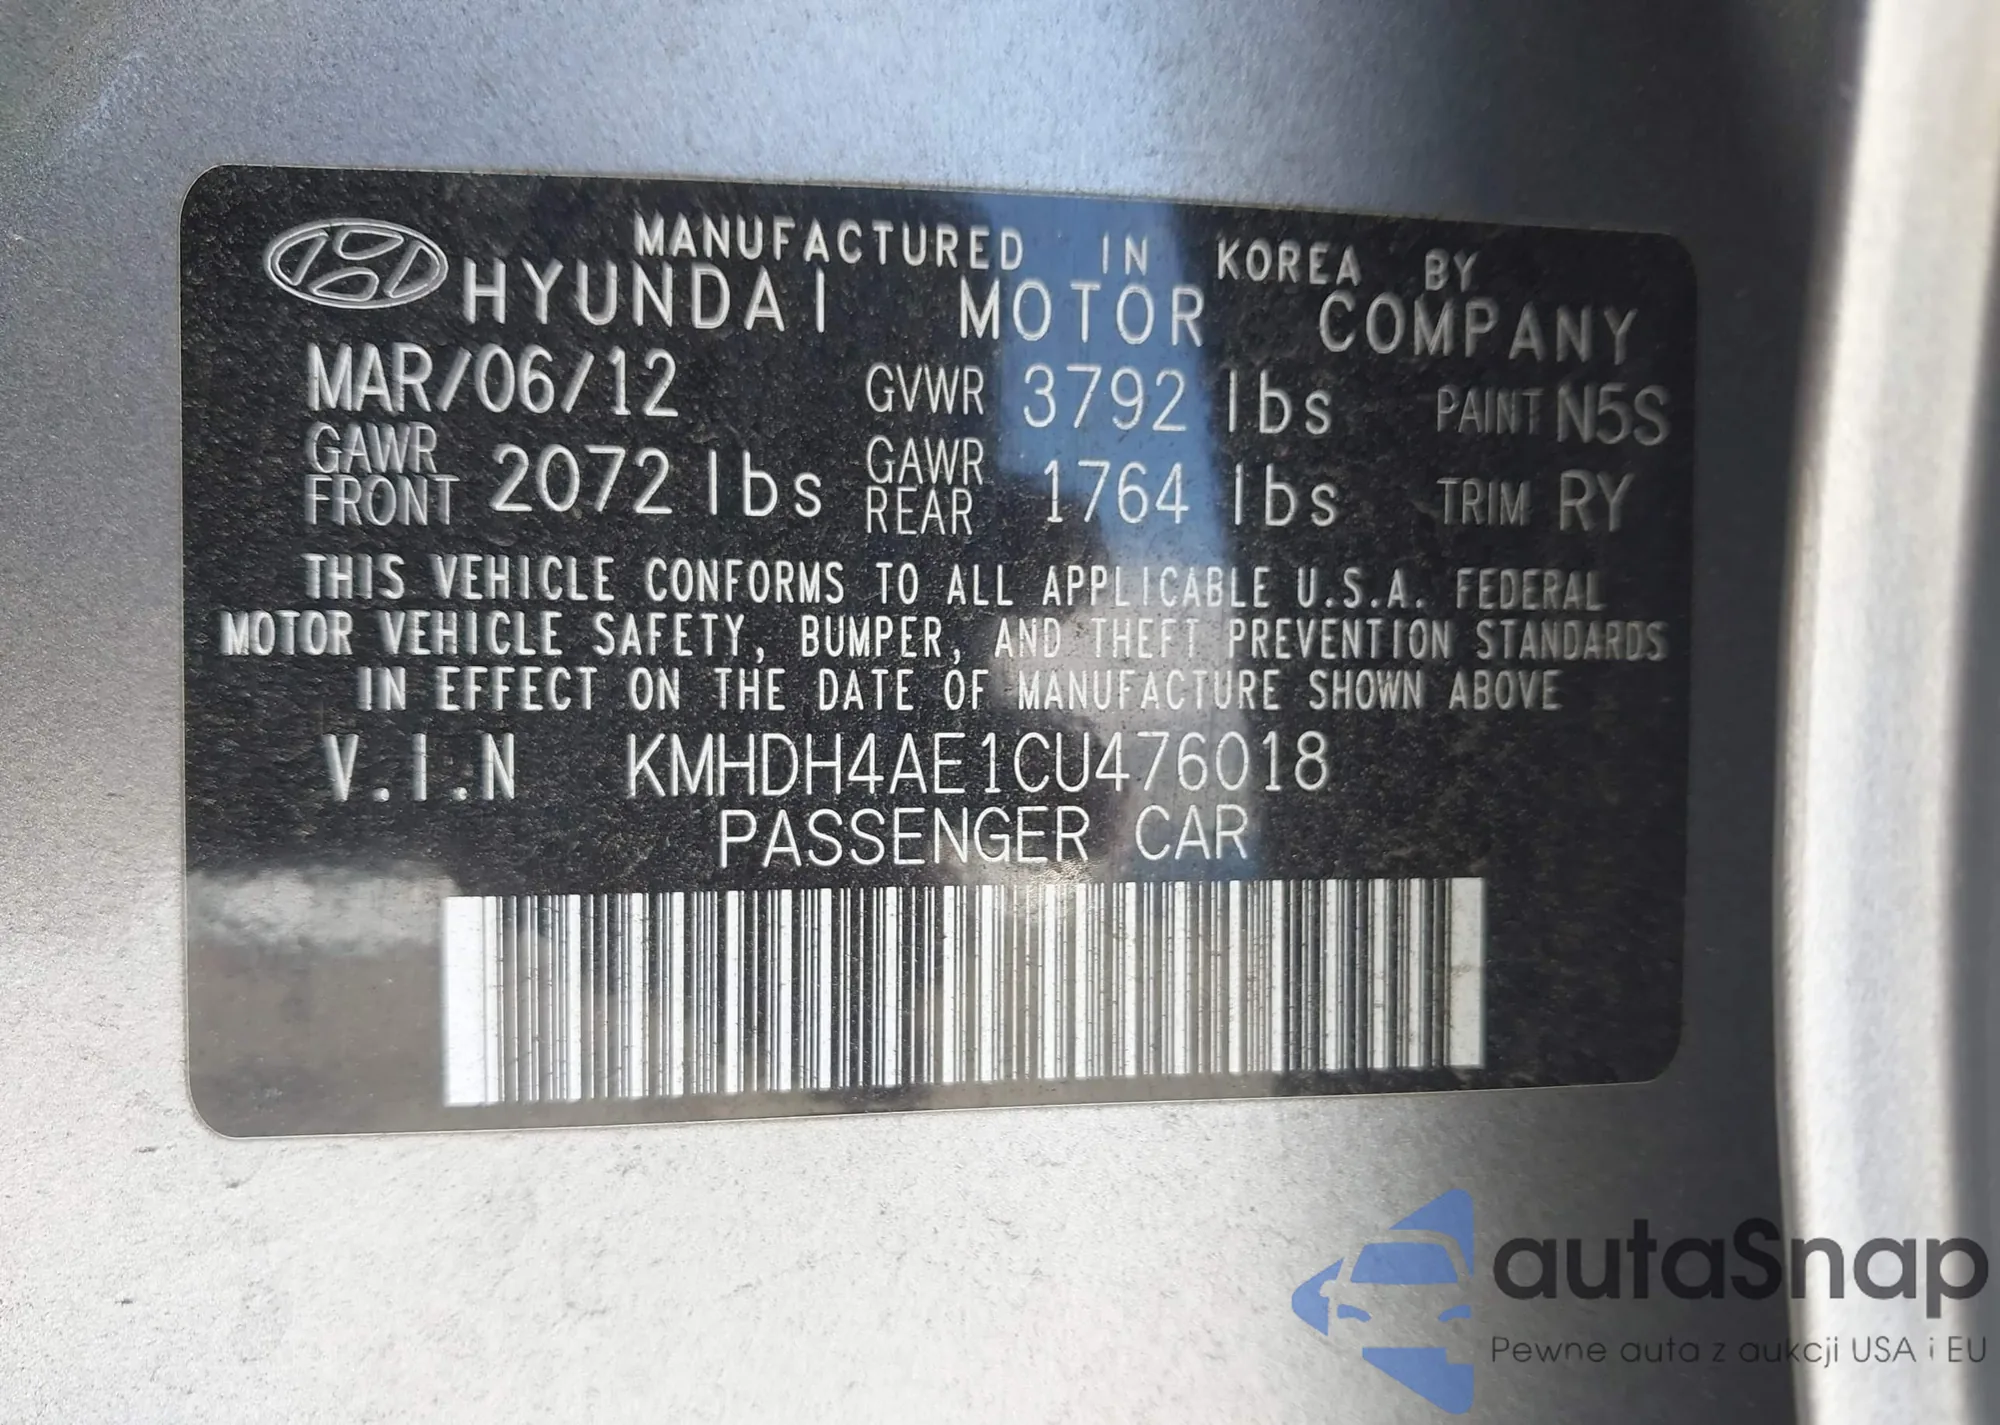 MANUFACTURED IN KOREA BY
HYUNDAI MOTOR COMPANY
MAR/06/12 GVWR 3792 lbs PAINT N5S
GAWR FRONT 2072 lbs GAWR REAR 1764 lbs TRIM RY
THIS VEHICLE CONFORMS TO ALL APPLICABLE U.S.A. FEDERAL
MOTOR VEHICLE SAFETY, BUMPER, AND THEFT PREVENTION STANDARDS
IN EFFECT ON THE DATE OF MANUFACTURE SHOWN ABOVE
V.I.N KMHDH4AE1CU476018
PASSENGER CAR
autaSnap
Pewne auta z aukcji USA i EU